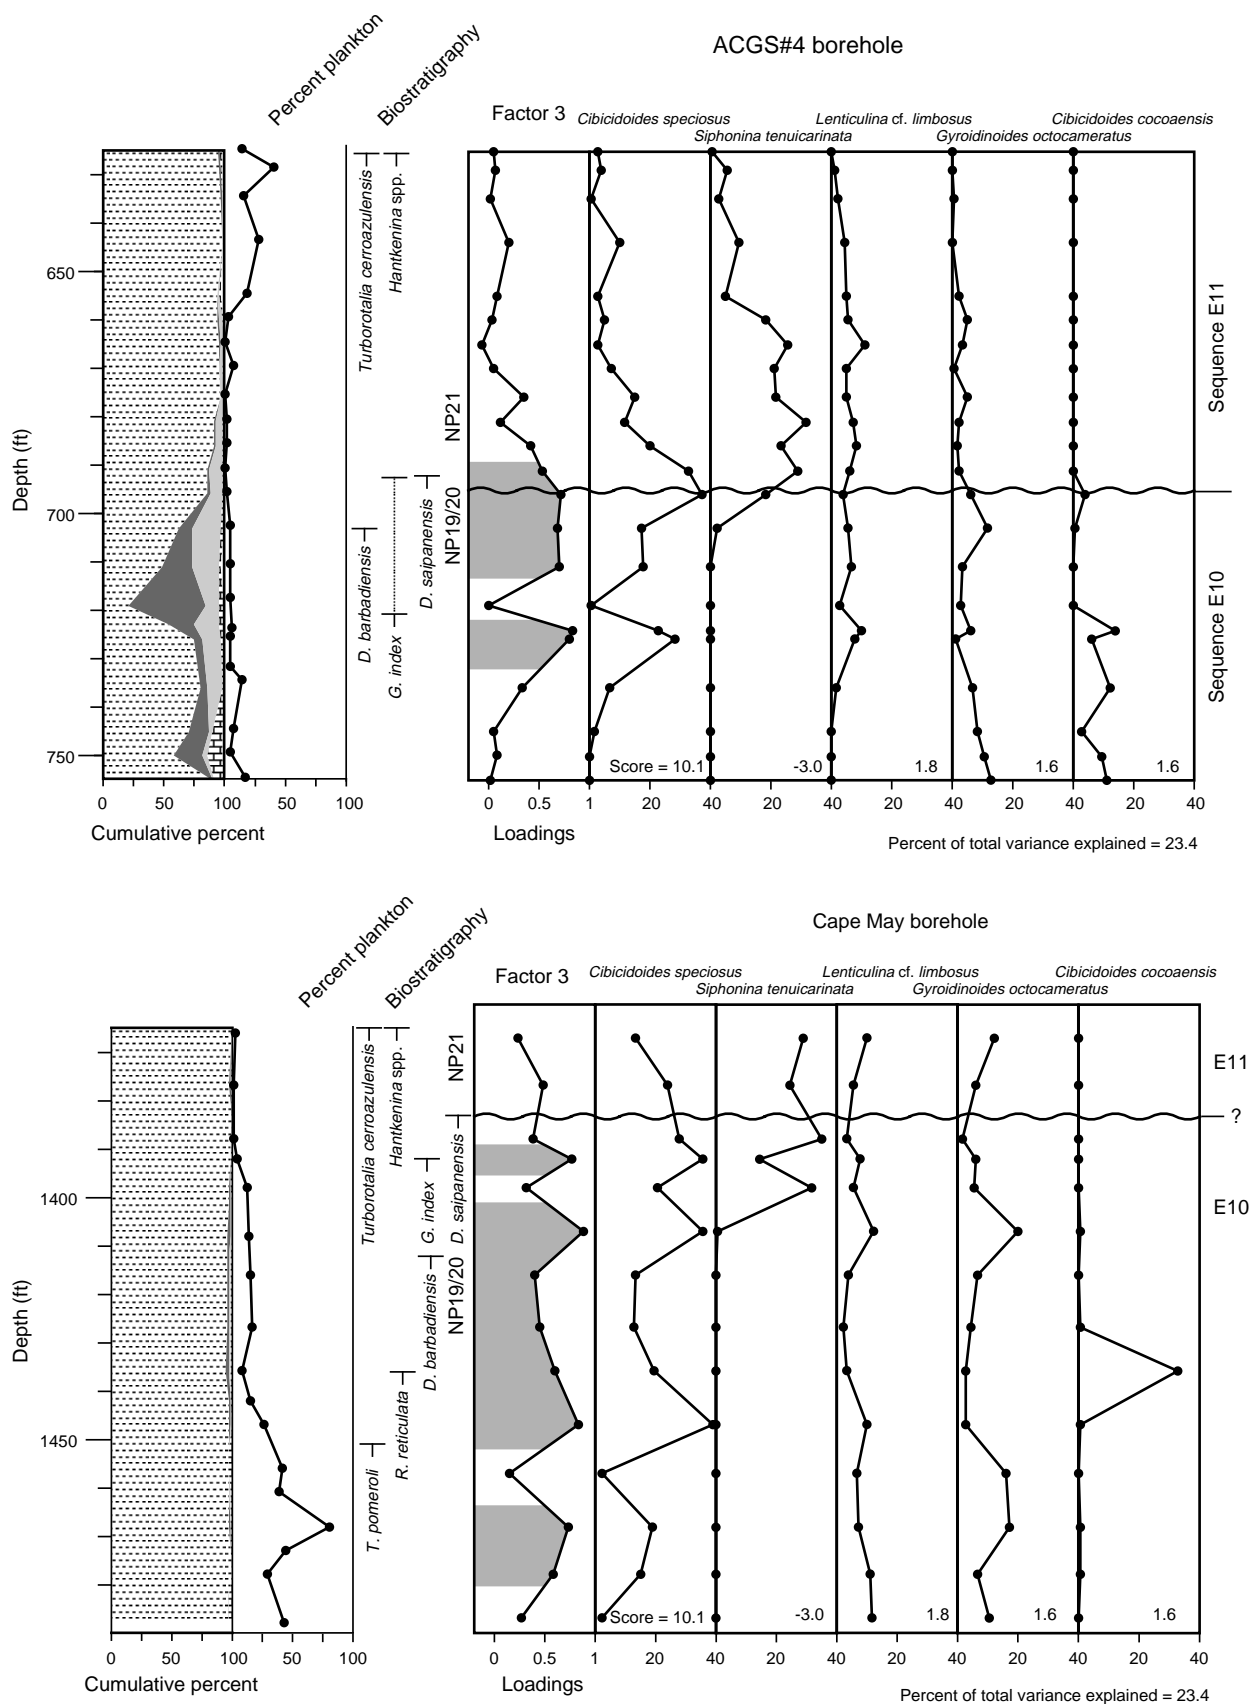 ACGS#4 borehole
Percent plankton
Biostratigraphy
Factor 3
Cibicidoides speciosus
Siphonina tenuicarinata
Lenticulina cf. limbosus
Gyroidinoides octocameratus
Cibicidoides cocoaensis
Depth (ft)
650
700
750
Turborotalia cerroazulensis
Hantkenina spp.
D. barbadiensis
G. index
D. saipanensis
NP21
NP19/20
Sequence E11
Sequence E10
Score = 10.1
-3.0
1.8
1.6
1.6
0 50 100 50 100
0 0.5 1 20 40 20 40 20 40 20 40 20 40
Cumulative percent
Loadings
Percent of total variance explained = 23.4
Cape May borehole
Percent plankton
Biostratigraphy
Factor 3
Cibicidoides speciosus
Siphonina tenuicarinata
Lenticulina cf. limbosus
Gyroidinoides octocameratus
Cibicidoides cocoaensis
Depth (ft)
1400
1450
Turborotalia cerroazulensis
Hantkenina spp.
G. index
D. saipanensis
D. barbadiensis
R. reticulata
T. pomeroli
NP21
NP19/20
E11
?
E10
Score = 10.1
-3.0
1.8
1.6
1.6
0 50 100 50 100
0 0.5 1 20 40 20 40 20 40 20 40 20 40
Cumulative percent
Loadings
Percent of total variance explained = 23.4